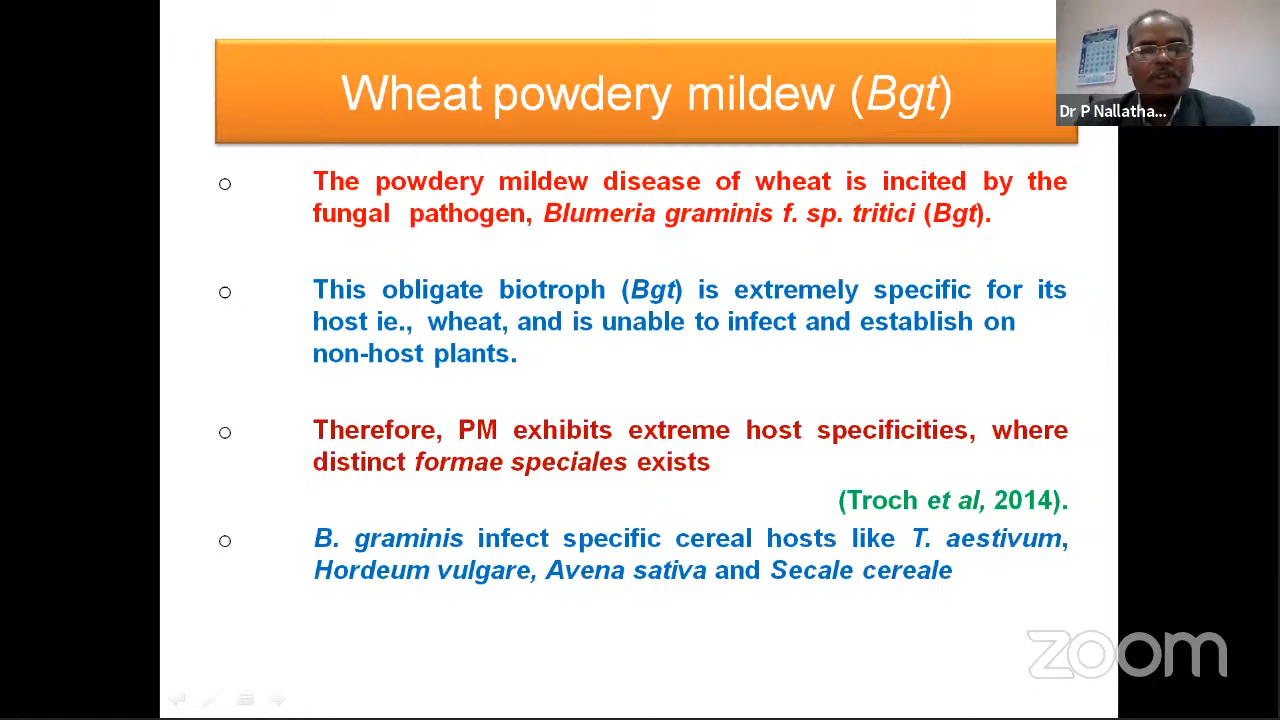 Wheat powdery mildew (Bgt)
Dr P Nallatha...
The powdery mildew disease of wheat is incited by the
fungal pathogen, Blumeria graminis f. sp. tritici (Bgt).
This obligate biotroph (Bgt) is extremely specific for its
host ie., wheat, and is unable to infect and establish on
non-host plants.
Therefore, PM exhibits extreme host specificities, where
distinct formae speciales exists
(Troch et al, 2014).
B. graminis infect specific cereal hosts like T. aestivum,
Hordeum vulgare, Avena sativa and Secale cereale
zoom